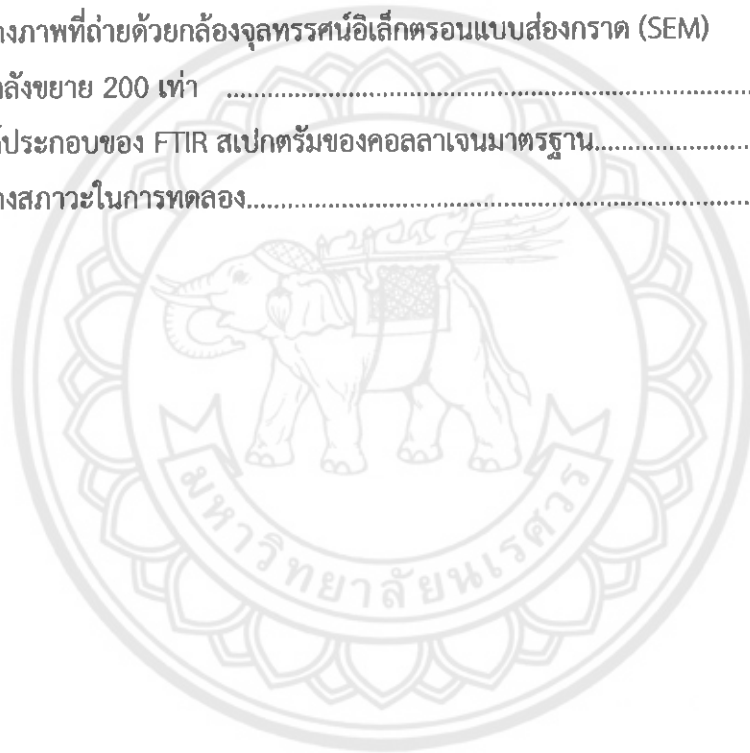 างภาพที่ถ่ายด้วยกล้องจุลทรรศน์อิเล็กตรอนแบบส่องกราด (SEM)
ลังขยาย 200 เท่า ................................................................................
ประกอบของ FTIR สเปกตรัมของคอลลาเจนมาตรฐาน.......................
างสภาวะในการทดลอง............................................................................
มหาวิทยาลัยนเรศวร